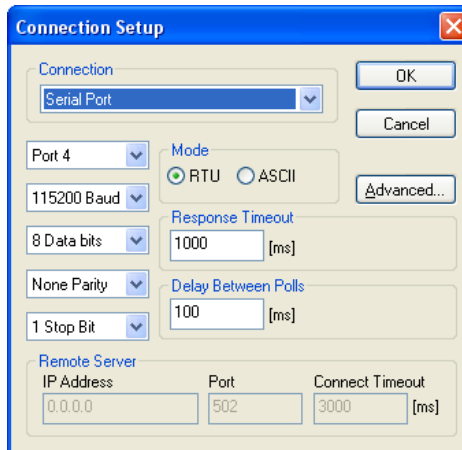 Connection Setup
Connection
Serial Port
OK
Cancel
Port 4
Mode
RTU ASCII
Advanced...
115200 Baud
Response Timeout
1000 [ms]
8 Data bits
None Parity
Delay Between Polls
100 [ms]
1 Stop Bit
Remote Server
IP Address Port Connect Timeout
0.0.0.0 502 3000 [ms]